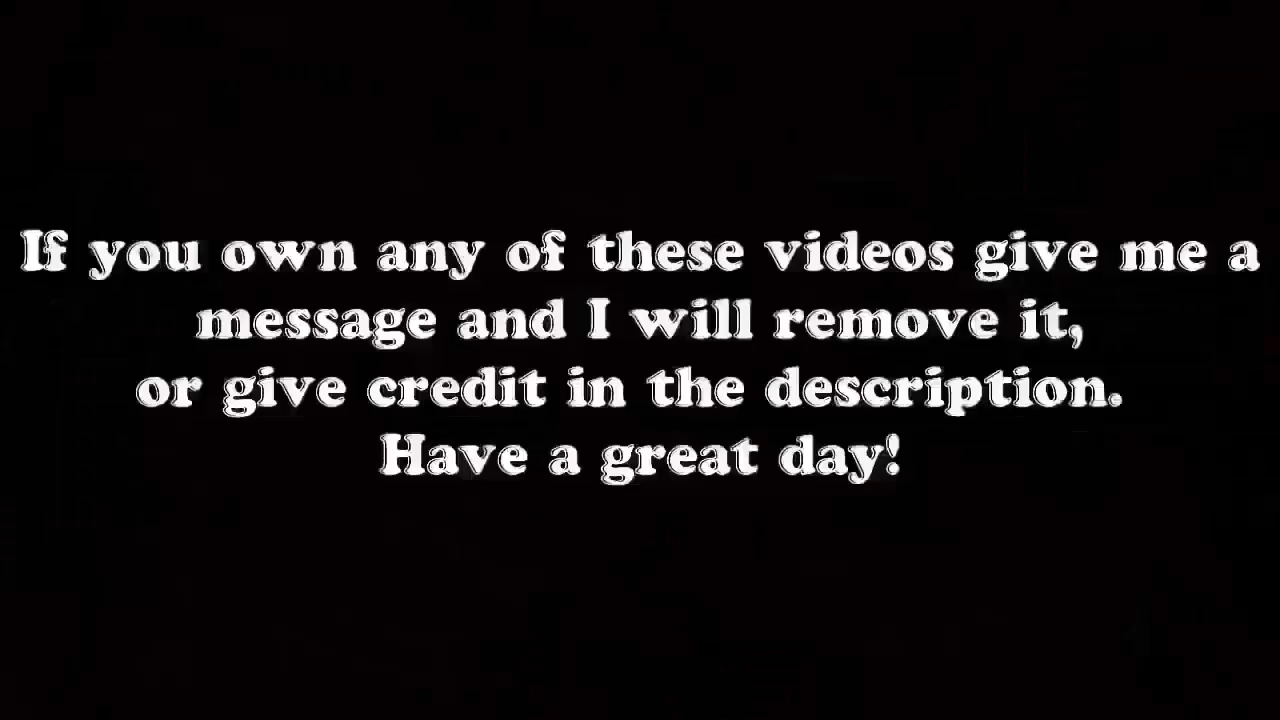 If you own any of these videos give me a
message and I will remove it,
or give credit in the description.
Have a great day!